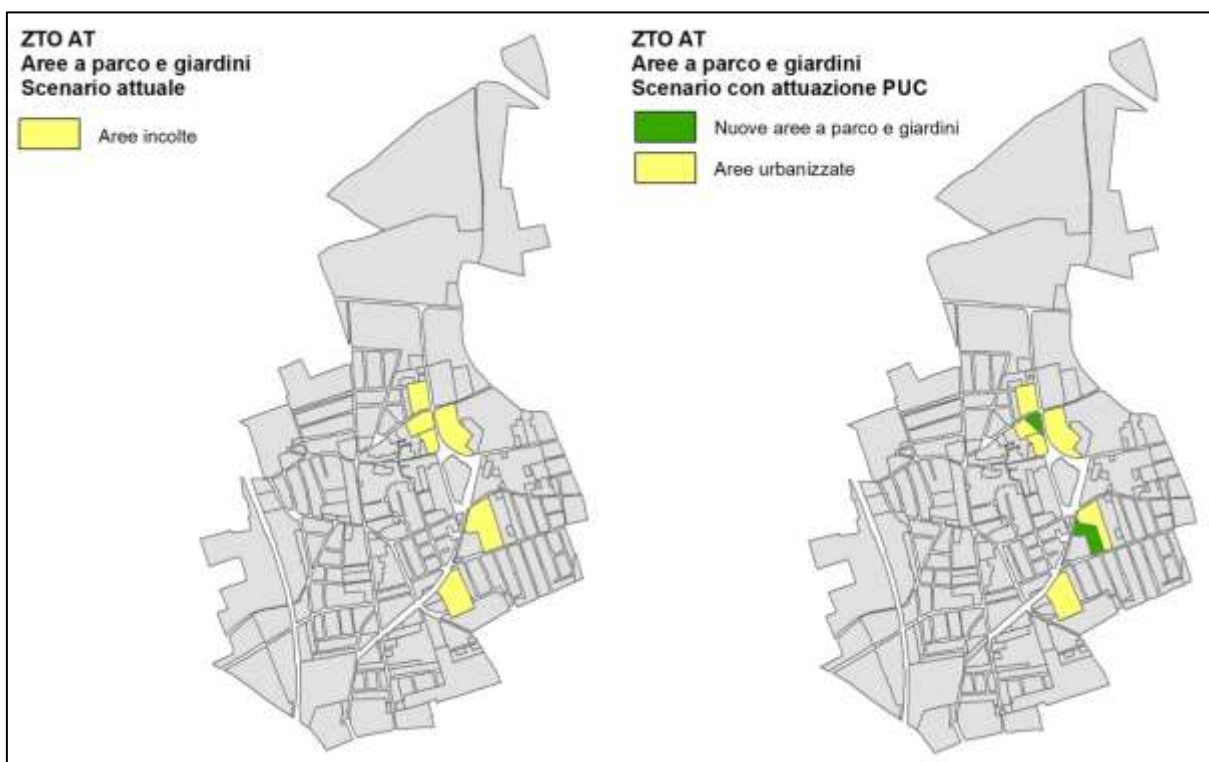 ZTO AT
Aree a parco e giardini
Scenario attuale
Aree incolte
ZTO AT
Aree a parco e giardini
Scenario con attuazione PUC
Nuove aree a parco e giardini
Aree urbanizzate